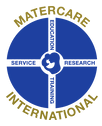 MATERCARE
EDUCATION
SERVICE RESEARCH
TRAINING
INTERNATIONAL